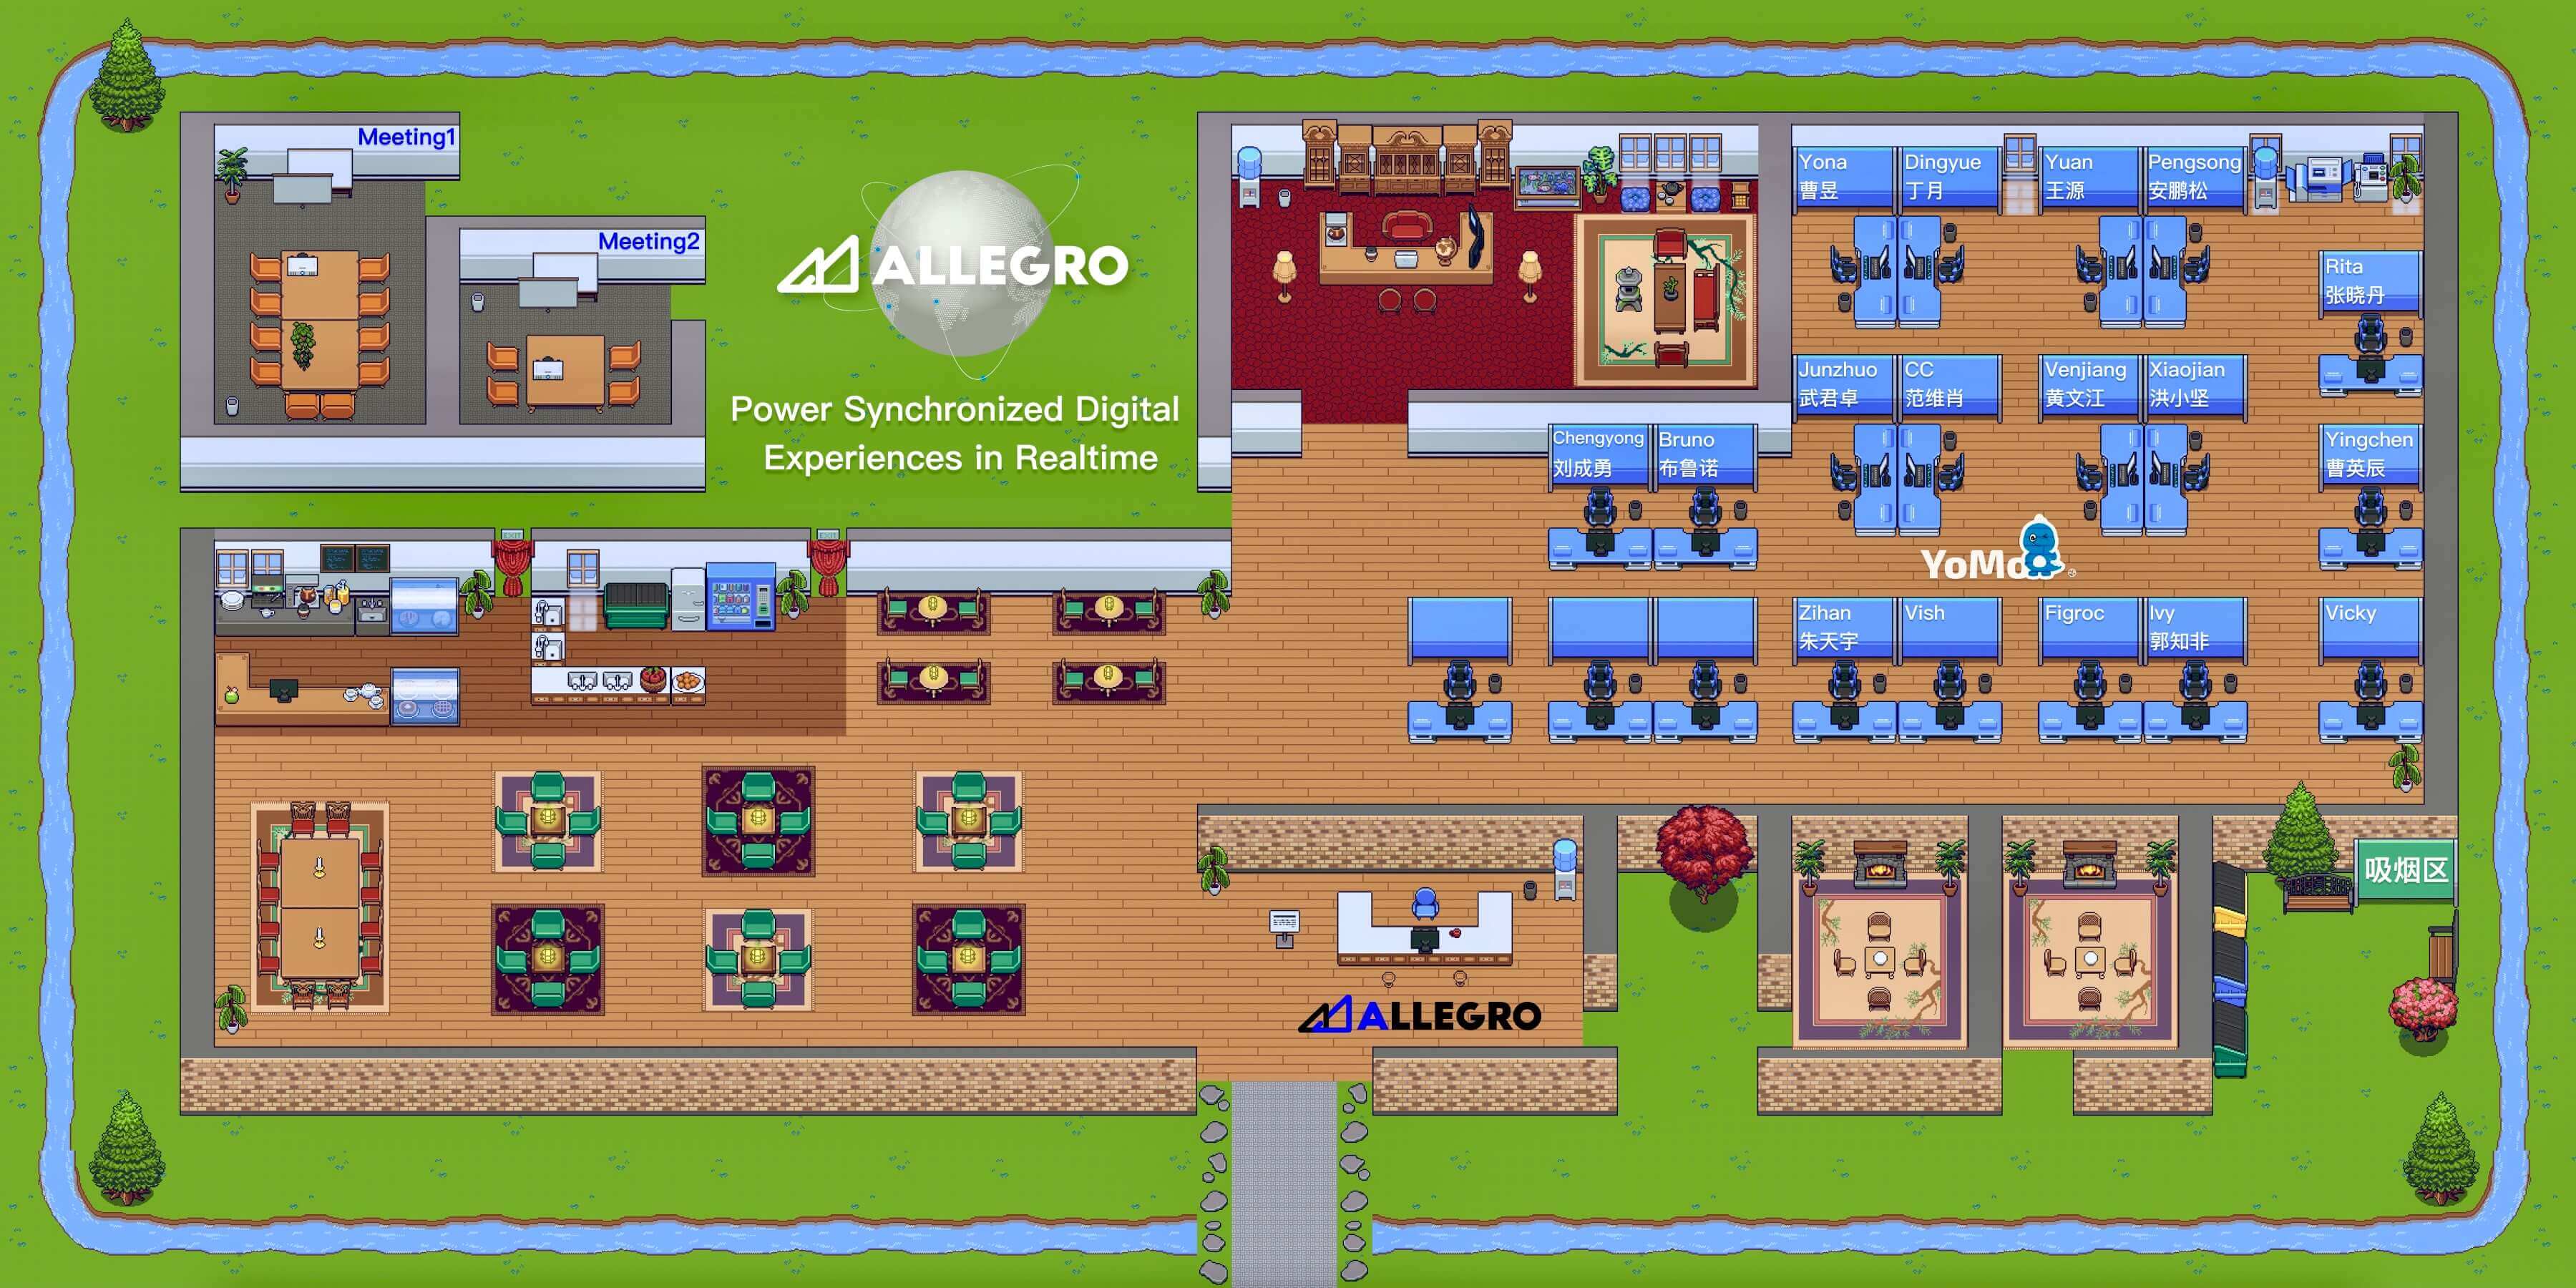 Meeting1
Meeting2
ALLEGRO
Power Synchronized Digital
Experiences in Realtime
Yona
曹昱
Dingyue
丁月
Yuan
王源
Pengsong
安鹏松
Rita
张晓丹
Junzhuo
武君卓
CC
范维肖
Venjiang
黄文江
Xiaojian
洪小坚
Chengyong
刘成勇
Bruno
布鲁诺
Yingchen
曹英辰
EXIT
EXIT
YoMo
Zihan
朱天宇
Vish
Figroc
Ivy
郭知非
Vicky
吸烟区
ALLEGRO